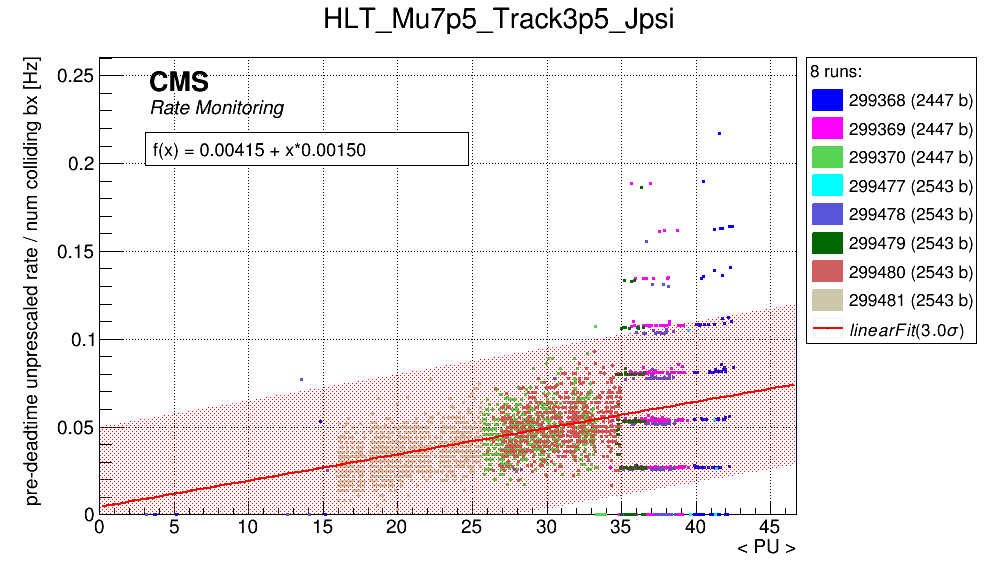 HLT_Mu7p5_Track3p5_Jpsi
pre-deadtime unprescaled rate / num colliding bx [Hz]
0.25
0.2
0.15
0.1
0.05
0
CMS
Rate Monitoring
f(x) = 0.00415 + x*0.00150
0 5 10 15 20 25 30 35 40 45
< PU >
8 runs:
299368 (2447 b)
299369 (2447 b)
299370 (2447 b)
299477 (2543 b)
299478 (2543 b)
299479 (2543 b)
299480 (2543 b)
299481 (2543 b)
linearFit(3.0σ)